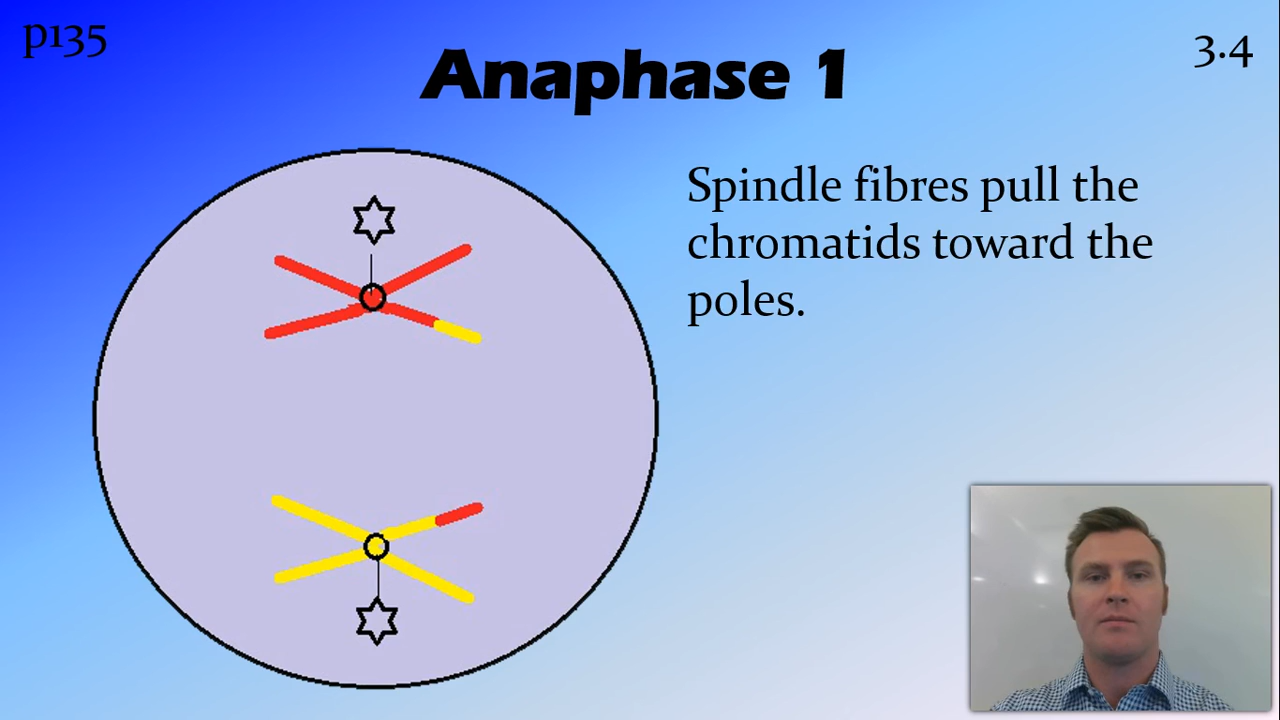 p135
Anaphase 1
3.4
Spindle fibres pull the
chromatids toward the
poles.